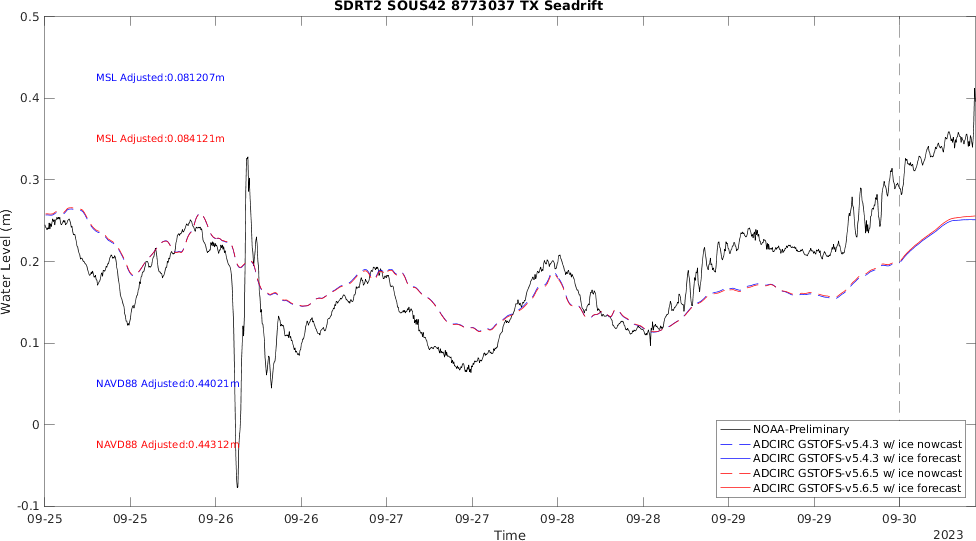 SDRT2 SOUS42 8773037 TX Seadrift
0.5
0.4
0.3
0.2
0.1
0
-0.1
Water Level (m)
MSL Adjusted:0.081207m
MSL Adjusted:0.084121m
NAVD88 Adjusted:0.44021m
NAVD88 Adjusted:0.44312m
NOAA-Preliminary
ADCIRC GSTOFS-v5.4.3 w/ ice nowcast
ADCIRC GSTOFS-v5.4.3 w/ ice forecast
ADCIRC GSTOFS-v5.6.5 w/ ice nowcast
ADCIRC GSTOFS-v5.6.5 w/ ice forecast
09-25 09-25 09-26 09-26 09-27 09-27 09-28 09-28 09-29 09-29 09-30
Time
2023